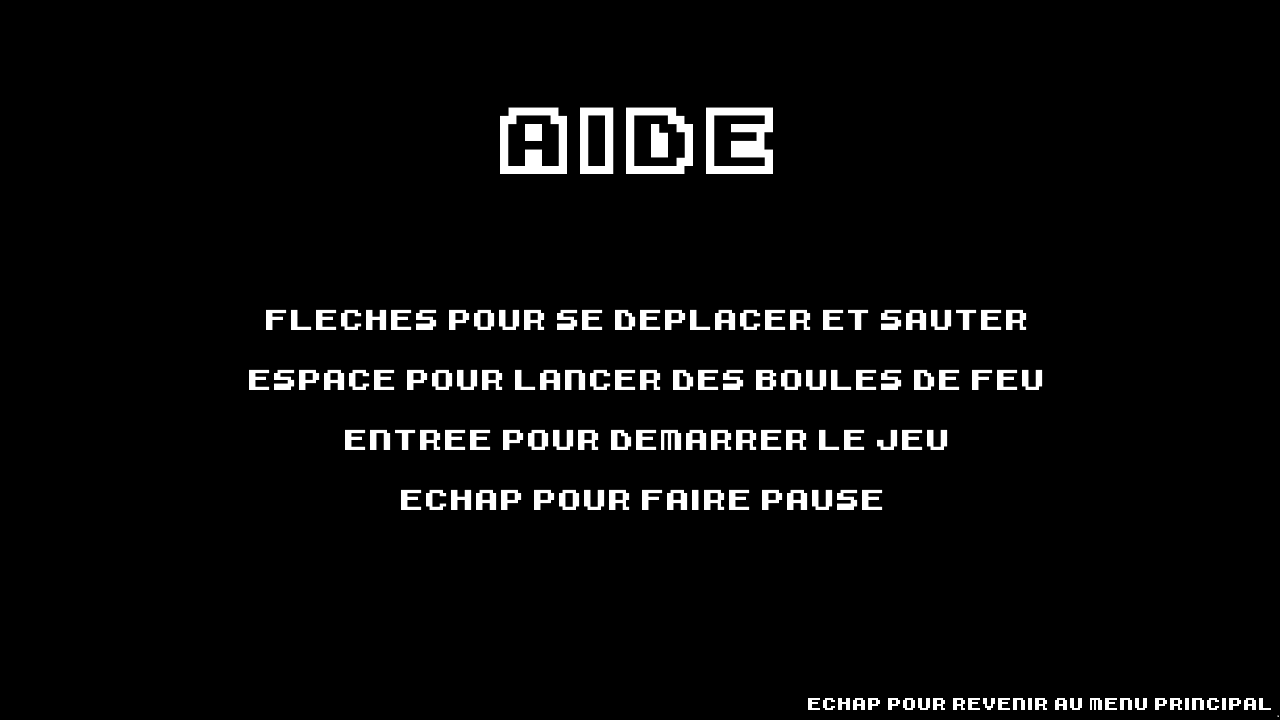 AIDE
FLECHES POUR SE DEPLACER ET SAUTER
ESPACE POUR LANCER DES BOULES DE FEU
ENTREE POUR DEMARRER LE JEU
ECHAP POUR FAIRE PAUSE
ECHAP POUR REVENIR AU MENU PRINCIPAL